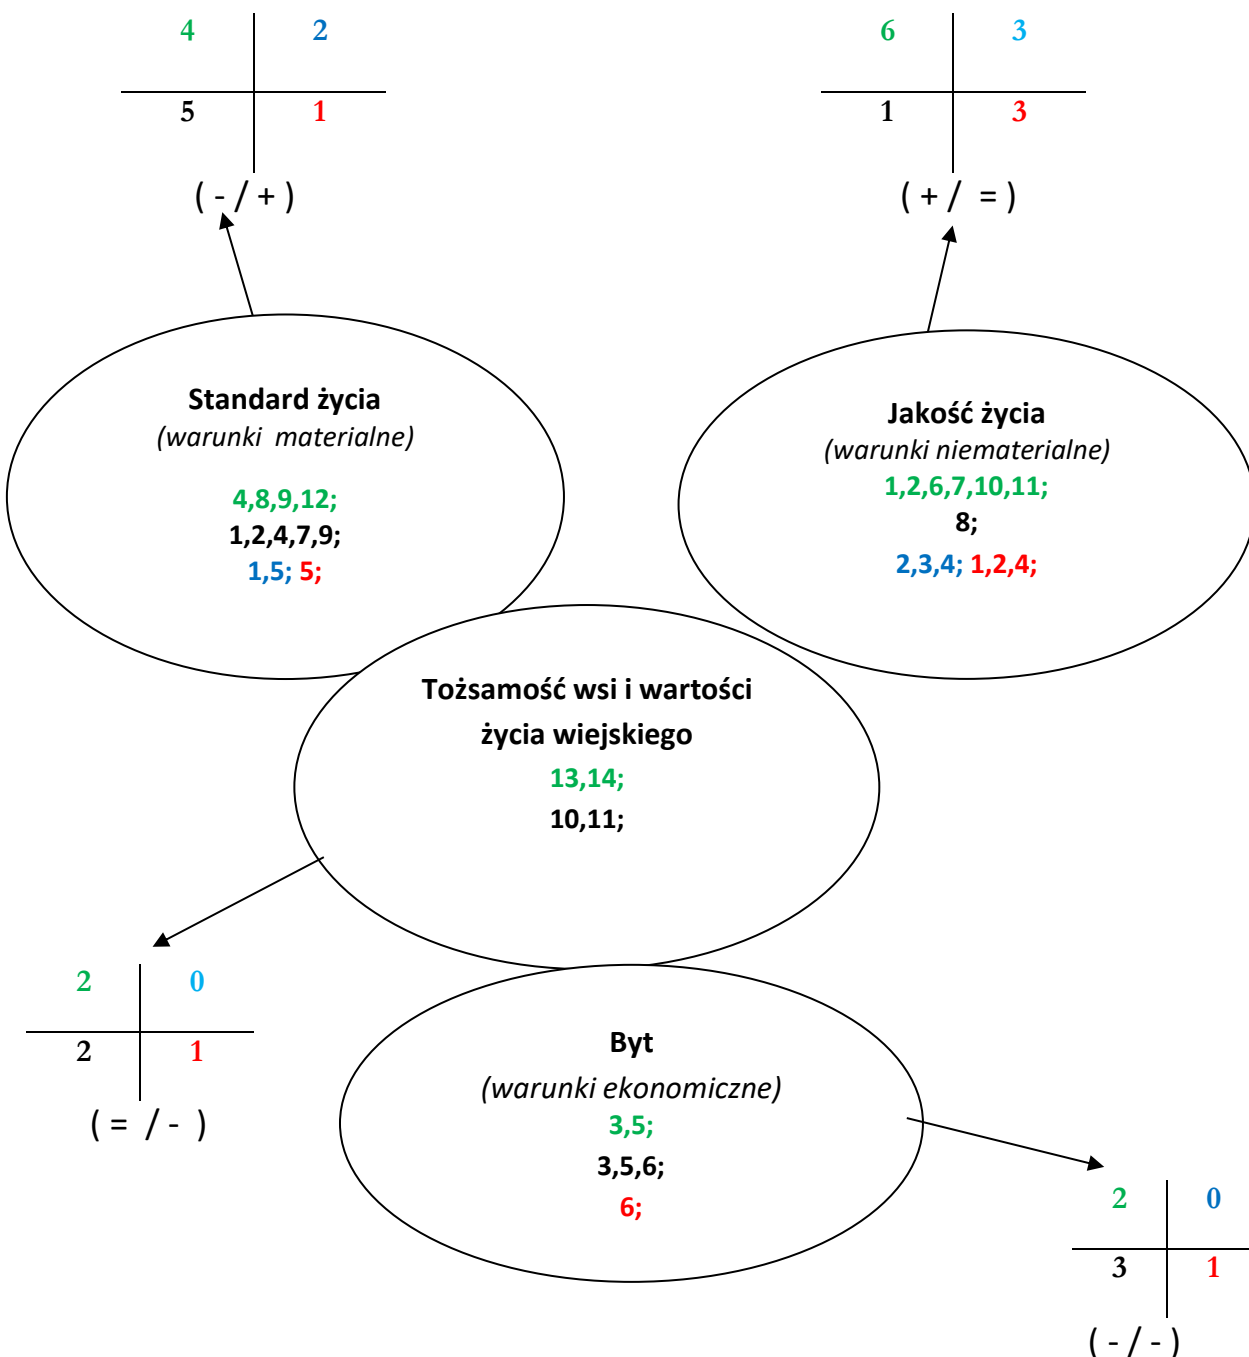 4 2
5 1
( - / + )
6 3
1 3
( + / = )
Standard życia
(warunki materialne)
4,8,9,12;
1,2,4,7,9;
1,5; 5;
Jakość życia
(warunki niematerialne)
1,2,6,7,10,11;
8;
2,3,4; 1,2,4;
Tożsamość wsi i wartości
życia wiejskiego
13,14;
10,11;
2 0
2 1
( = / - )
Byt
(warunki ekonomiczne)
3,5;
3,5,6;
6;
2 0
3 1
( - / - )